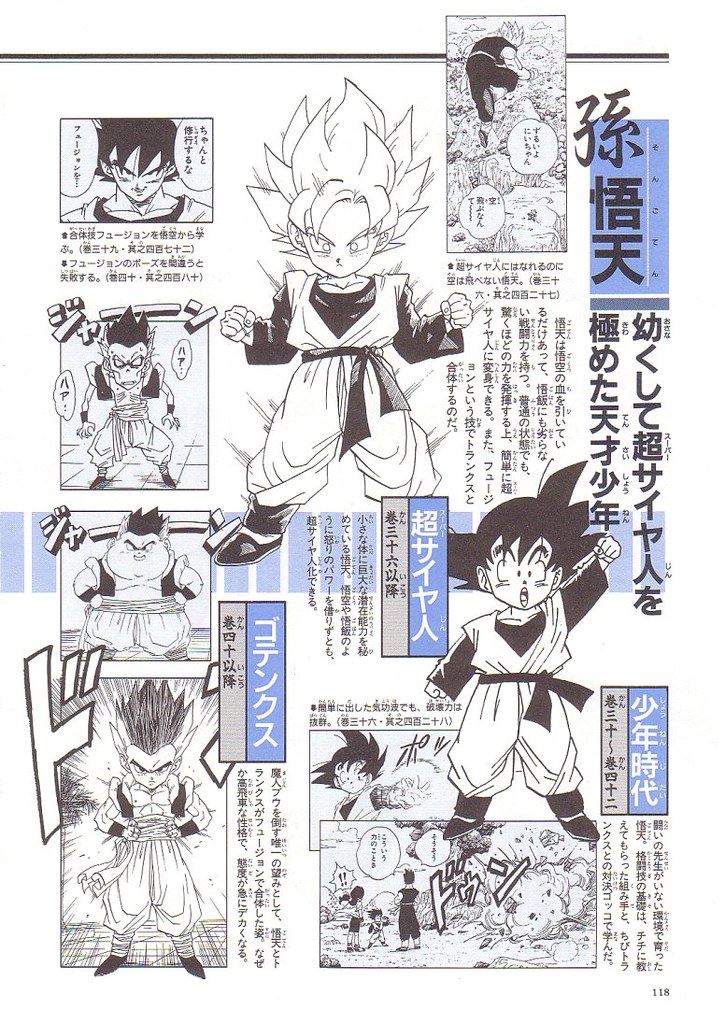 孫悟天
そんごてん
幼くして超サイヤ人を
極めた天才少年
ずるいよ
にいちゃん
空
飛ぶなん
て～っ
超サイヤ人にはなれるのに
空は飛べない悟天。（巻三十
六・其之四百二十七）
悟天は悟空の血を引いてい
るだけあって、悟飯にも劣らな
い戦闘力を持つ。普通の状態でも、
驚くほどの力を発揮する上、簡単に超
サイヤ人に変身できる。また、フュージ
ョンという技でトランクスと
合体するのだ。
少年時代
巻三十～巻四十二
闘いの先生がいない環境で育った
悟天。格闘技の基礎は、チチに教
えてもらった組み手と、ちびトラ
ンクスとの対決ゴッコで学んだ。
簡単に出した気功波でも、破壊力は
抜群。（巻三十六・其之四百二十八）
ポッ
そうそう
こういう
力のことき
ドォン
超サイヤ人
巻三十六以降
小さな体に巨大な潜在能力を秘
めている悟天。悟空や悟飯のよ
うに怒りのパワーを借りずとも、
超サイヤ人化できる。
ちゃんと
修行するな
フュージョンを…
合体技フュージョンを悟空から学
ぶ。（巻三十九・其之四百七十二）
フュージョンのポーズを間違うと
失敗する。（巻四十・其之四百八十）
ジャーーン
ハア…
ハア…
ジャーーン
ゴテンクス
巻四十以降
魔人ブウを倒す唯一の望みとして、悟天とト
ランクスがフュージョンで合体した姿。なぜ
か高飛車な性格で、態度が急にデカくなる。
118